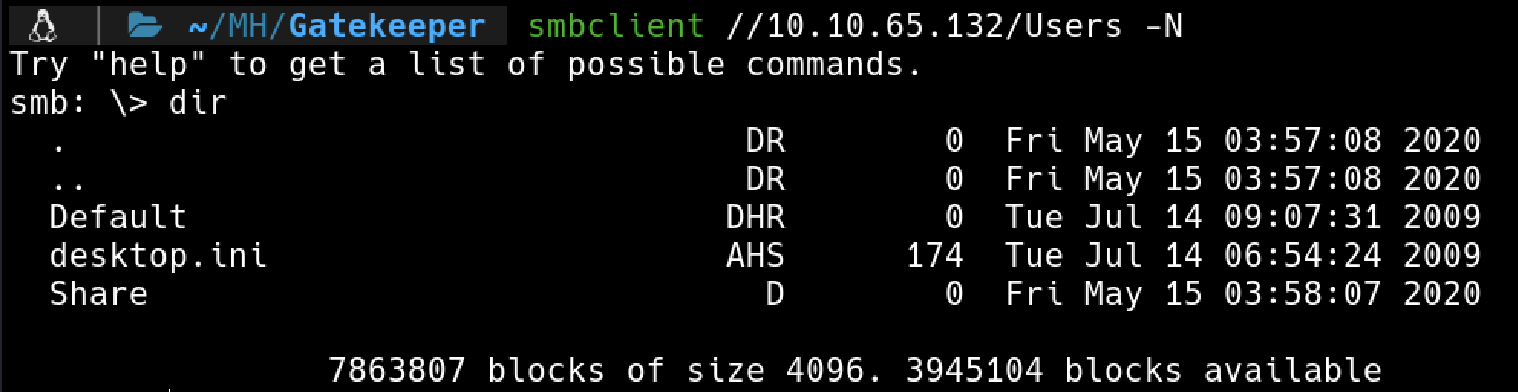 ~/MH/Gatekeeper smbclient //10.10.65.132/Users -N
Try "help" to get a list of possible commands.
smb: \> dir
. DR 0 Fri May 15 03:57:08 2020
.. DR 0 Fri May 15 03:57:08 2020
Default DHR 0 Tue Jul 14 09:07:31 2009
desktop.ini AHS 174 Tue Jul 14 06:54:24 2009
Share D 0 Fri May 15 03:58:07 2020
7863807 blocks of size 4096. 3945104 blocks available